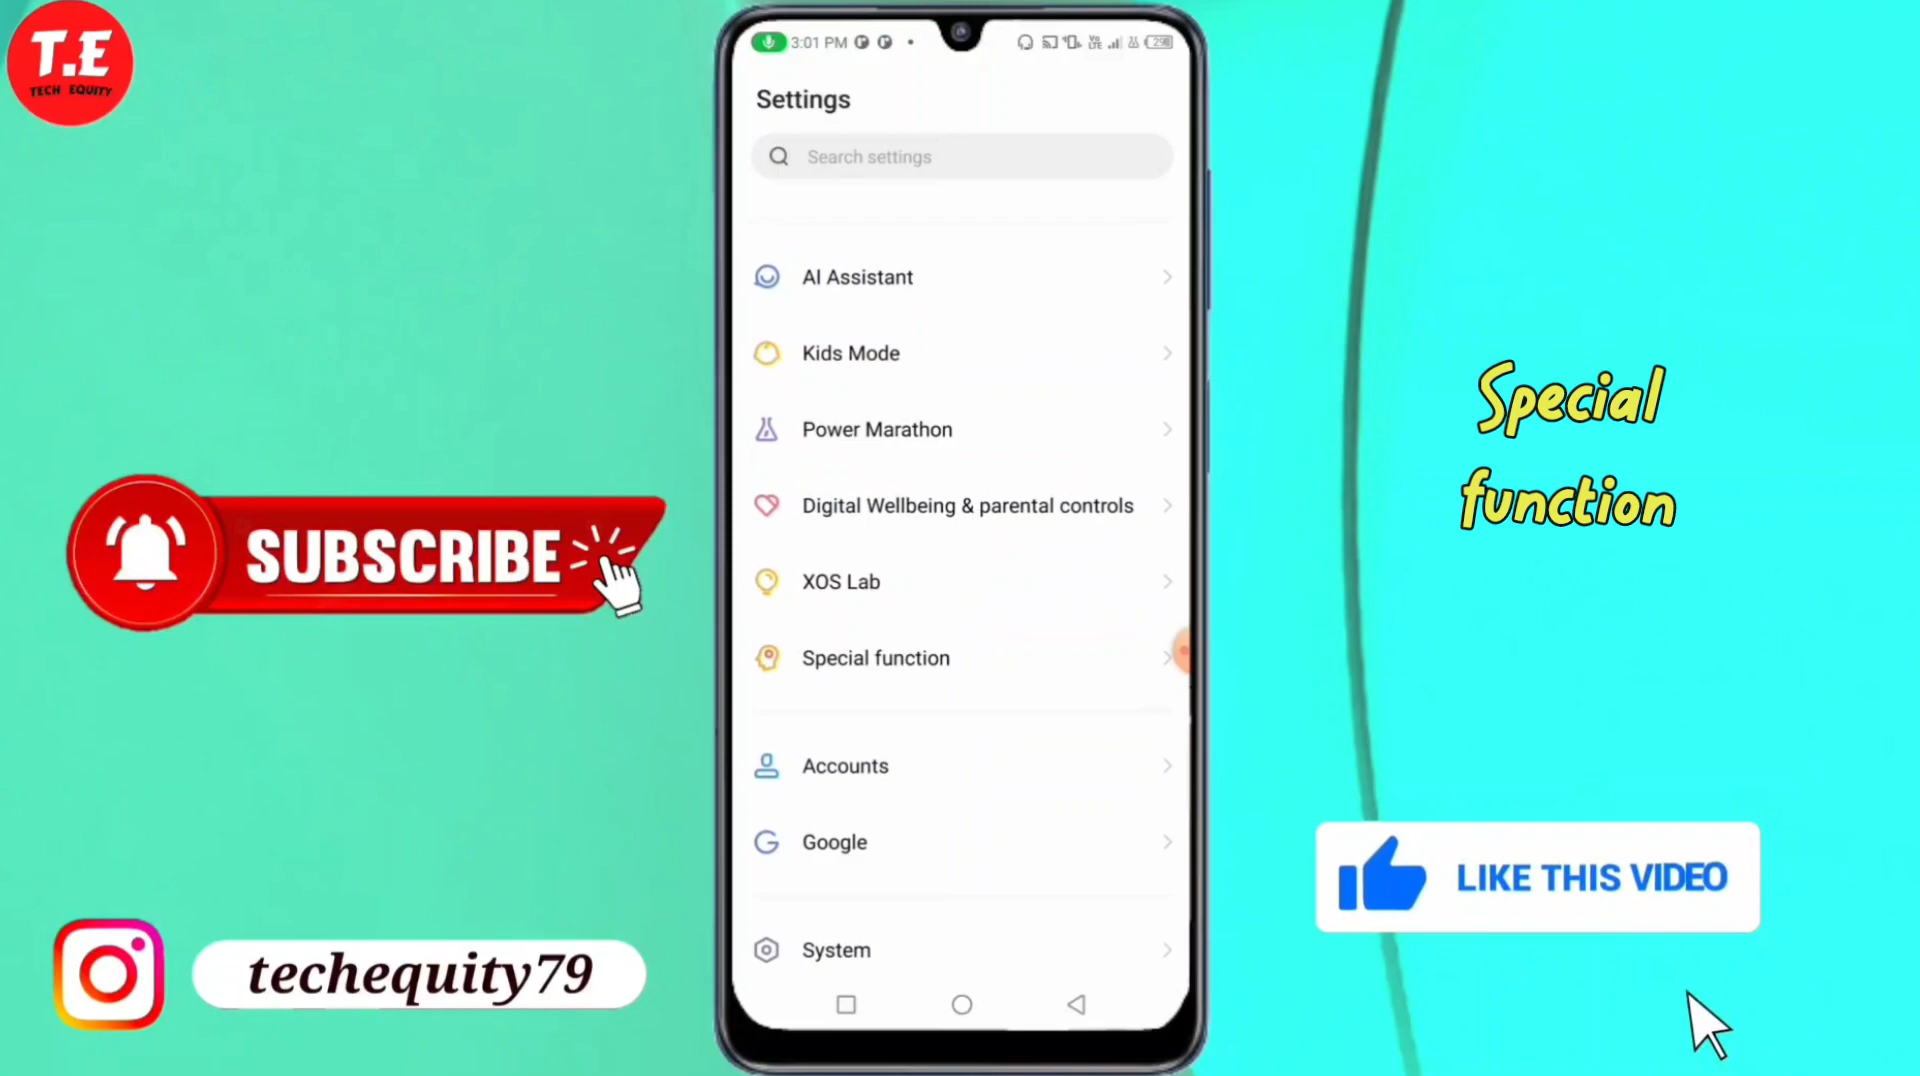 T.E
TECH EQUITY
3:01 PM
Settings
Search settings
AI Assistant
Kids Mode
Power Marathon
Digital Wellbeing & parental controls
XOS Lab
Special function
Accounts
Google
System
SUBSCRIBE
techequity79
Special
function
LIKE THIS VIDEO